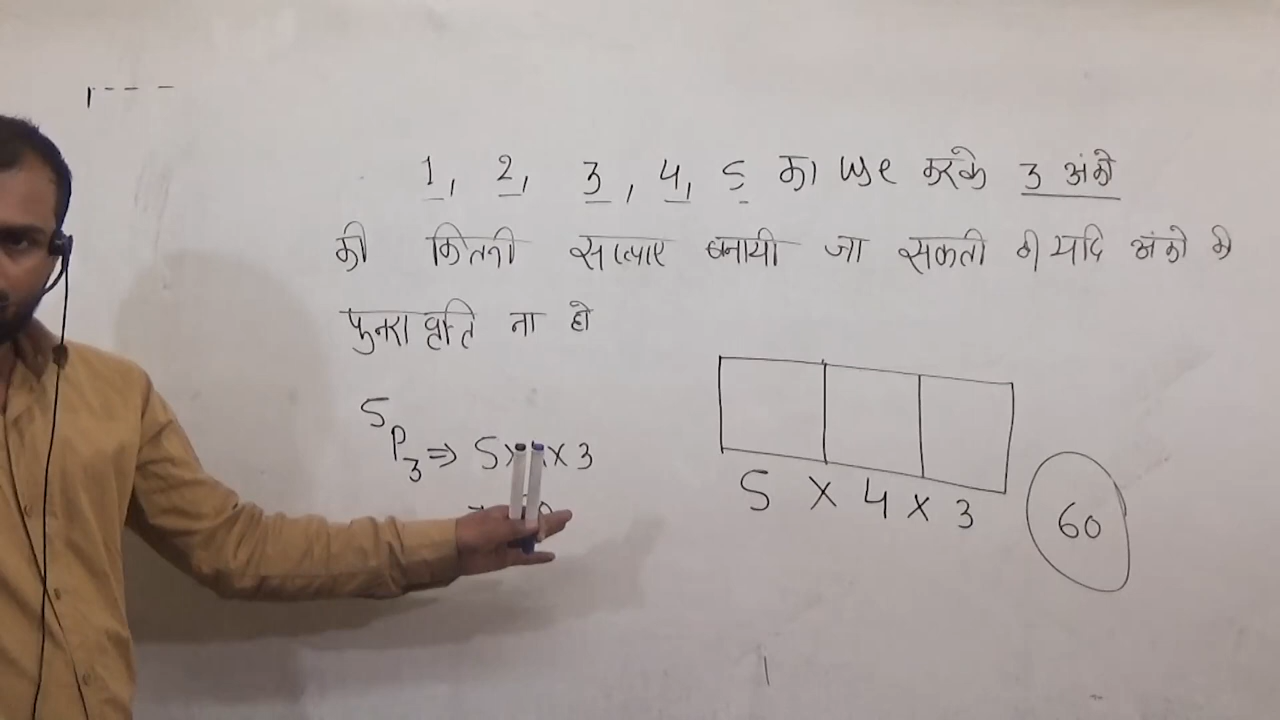 1, 2, 3, 4, 5 का use करके 3 अंको
की कितनी सख्याए बनायी जा सकती है यदि अंको की
पुनरावृत्ति ना हो
5P3 ⇒ 5 × 3
5 × 4 × 3
60